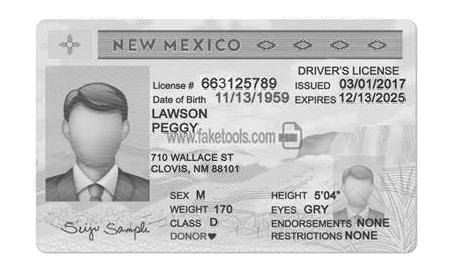 NEW MEXICO
DRIVER'S LICENSE
License # 663125789 ISSUED 03/01/2017
Date of Birth 11/13/1959 EXPIRES 12/13/2025
LAWSON
PEGGY
www.faketools.com PSD
710 WALLACE ST
CLOVIS, NM 88101
SEX M HEIGHT 5'04"
WEIGHT 170 EYES GRY
CLASS D ENDORSEMENTS NONE
DONOR♥ RESTRICTIONS NONE
Seijo Sample